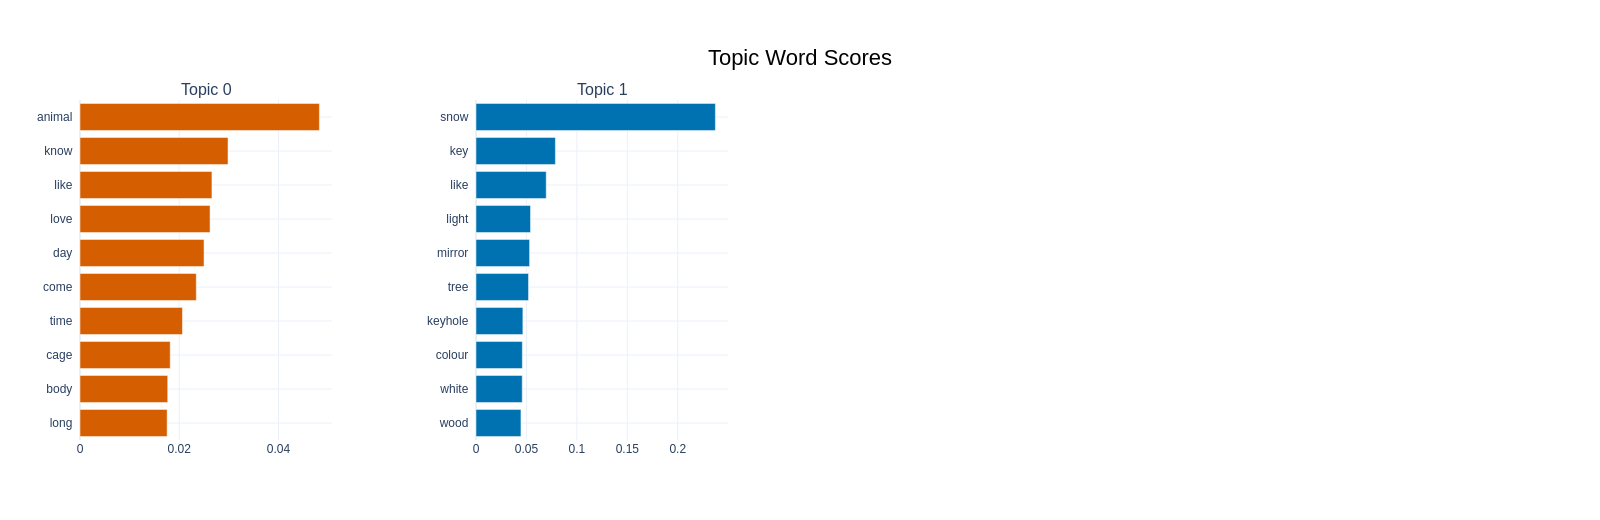 Topic Word Scores
Topic 0
animal
know
like
love
day
come
time
cage
body
long
0 0.02 0.04
Topic 1
snow
key
like
light
mirror
tree
keyhole
colour
white
wood
0 0.05 0.1 0.15 0.2